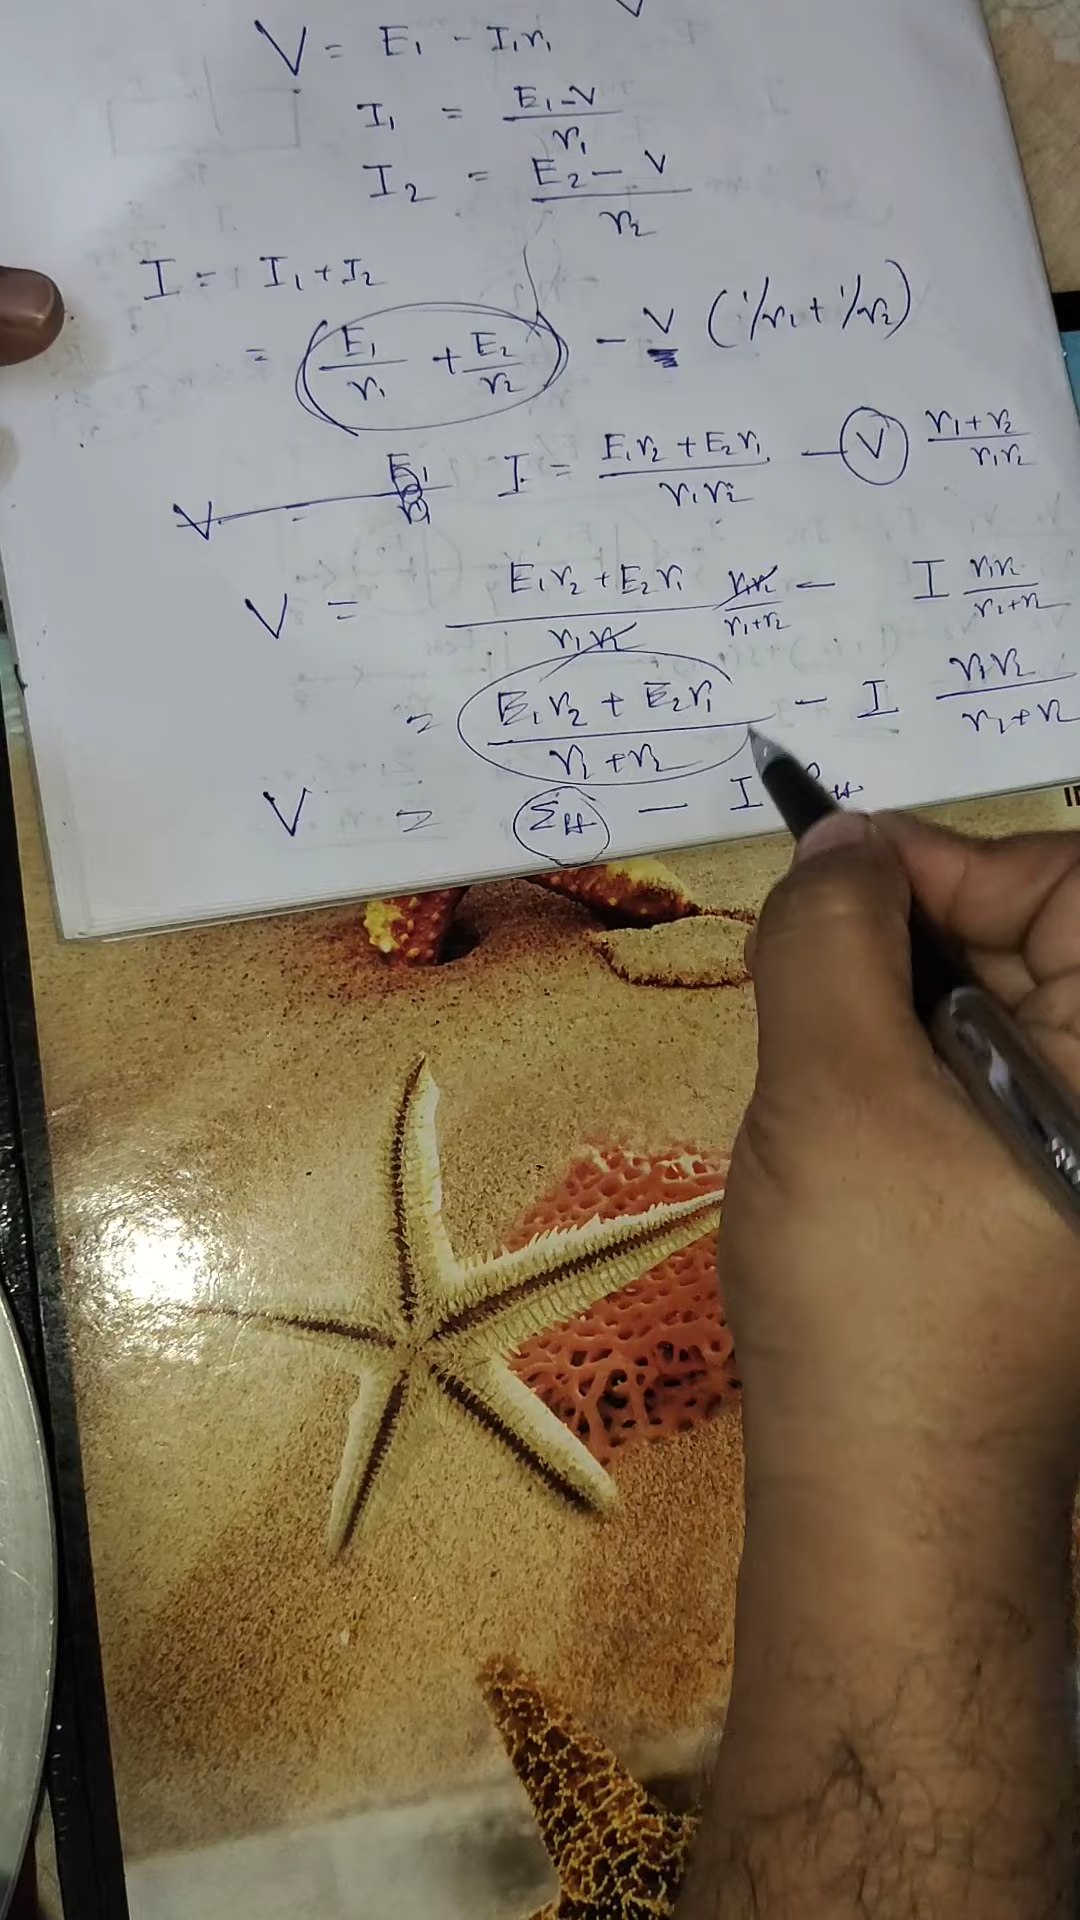 V = E₁ - I₁r₁
I₁ = (E₁ - V)/r₁
I₂ = (E₂ - V)/r₂
I = I₁ + I₂
= (E₁/r₁ + E₂/r₂) - V (1/r₁ + 1/r₂)
I = (E₁r₂ + E₂r₁)/(r₁r₂) - V (r₁+r₂)/(r₁r₂)
V = (E₁r₂ + E₂r₁)/(r₁r₂) (r₁r₂)/(r₁+r₂) - I (r₁r₂)/(r₁+r₂)
= (E₁r₂ + E₂r₁)/(r₁+r₂) - I (r₁r₂)/(r₁+r₂)
V = - I